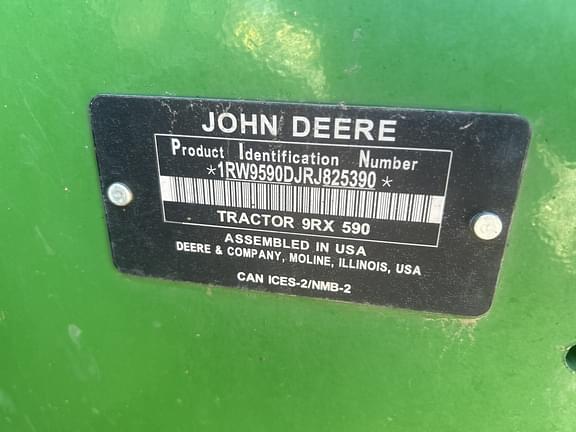 JOHN DEERE
Product Identification Number
*1RW9590DJRJ825390*
TRACTOR 9RX 590
ASSEMBLED IN USA
DEERE & COMPANY, MOLINE, ILLINOIS, USA
CAN ICES-2/NMB-2